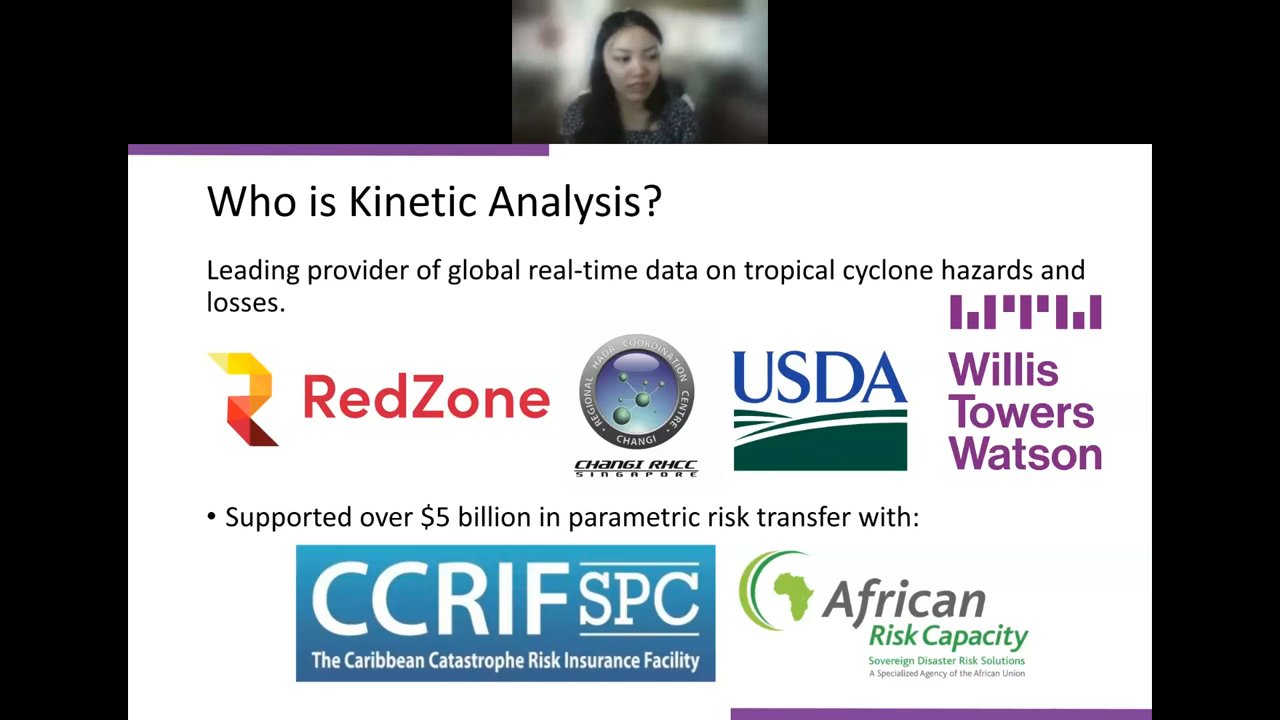 Who is Kinetic Analysis?
Leading provider of global real-time data on tropical cyclone hazards and
losses.
RedZone
REGIONAL HADR COORDINATION CENTRE
CHANGI
CHANGI RHCC
SINGAPORE
USDA
Willis
Towers
Watson
• Supported over $5 billion in parametric risk transfer with:
CCRIF SPC
The Caribbean Catastrophe Risk Insurance Facility
African
Risk Capacity
Sovereign Disaster Risk Solutions
A Specialized Agency of the African Union